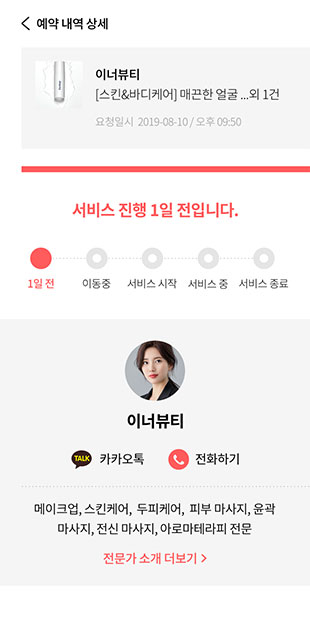 예약 내역 상세
이너뷰티
[스킨&바디케어] 매끈한 얼굴 ...외 1건
요청일시 2019-08-10 / 오후 09:50
서비스 진행 1일 전입니다.
1일 전 이동중 서비스 시작 서비스 중 서비스 종료
이너뷰티
TALK 카카오톡 전화하기
메이크업, 스킨케어, 두피케어, 피부 마사지, 윤곽
마사지, 전신 마사지, 아로마테라피 전문
전문가 소개 더보기 >